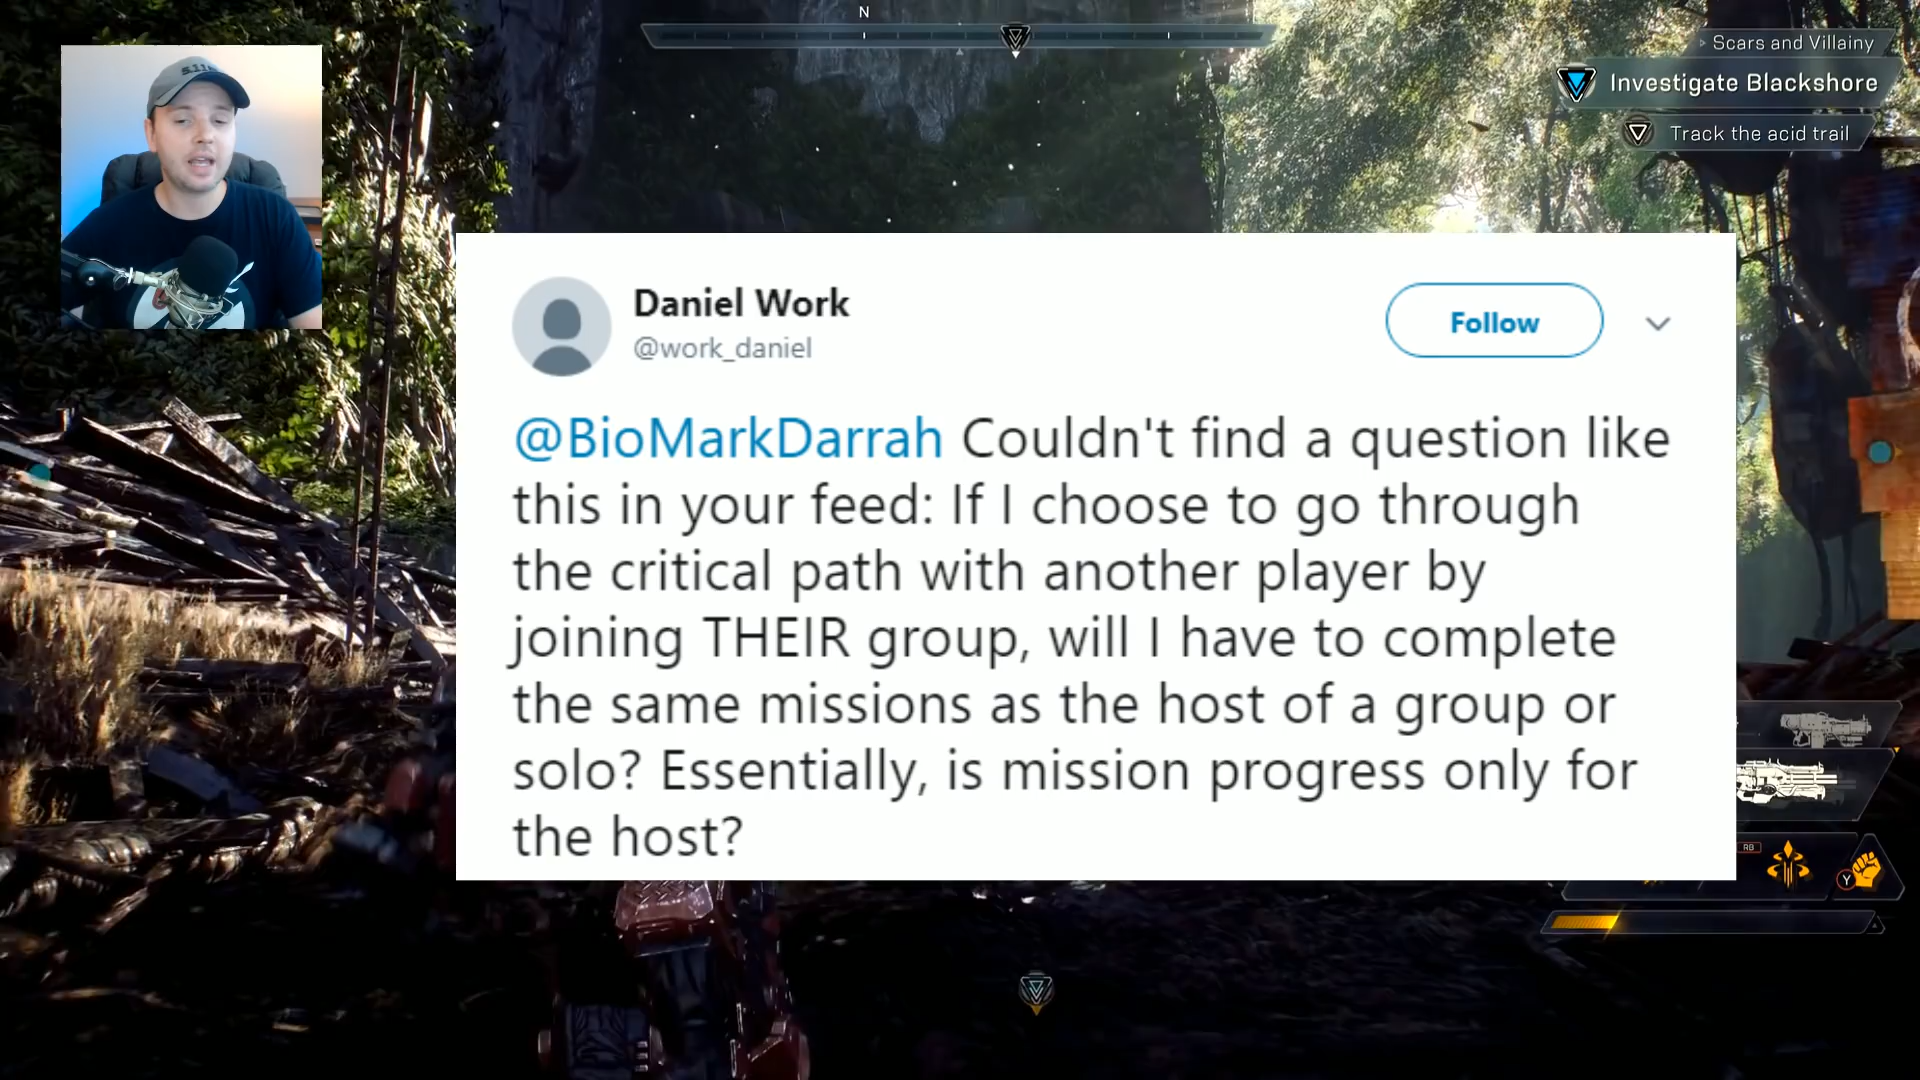 N
Scars and Villainy
Investigate Blackshore
Track the acid trail
5.11
Daniel Work
@work_daniel
Follow
@BioMarkDarrah Couldn't find a question like
this in your feed: If I choose to go through
the critical path with another player by
joining THEIR group, will I have to complete
the same missions as the host of a group or
solo? Essentially, is mission progress only for
the host?
RB
Y